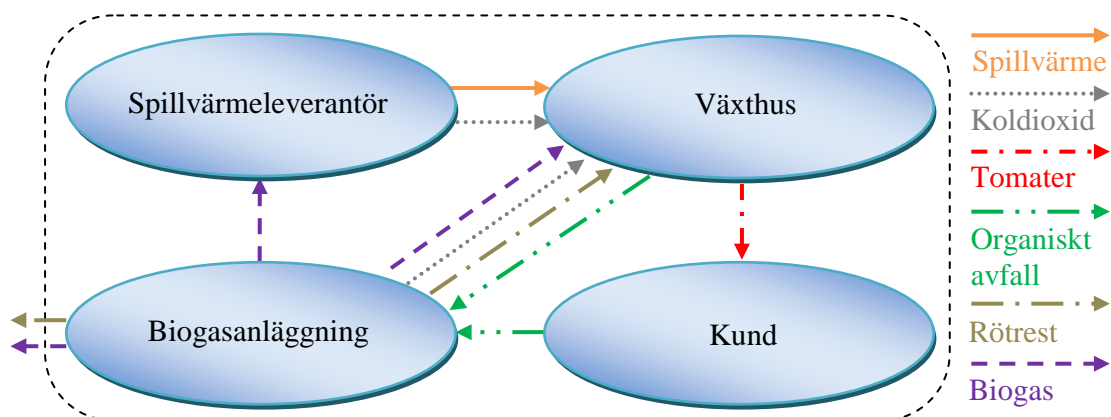 Spillvärmeleverantör
Växthus
Biogasanläggning
Kund
Spillvärme
Koldioxid
Tomater
Organiskt
avfall
Rötrest
Biogas